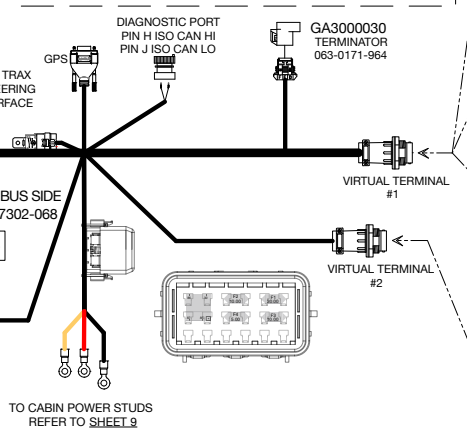 DIAGNOSTIC PORT
PIN H ISO CAN HI
PIN J ISO CAN LO
GA3000030
TERMINATOR
063-0171-964
GPS
TRAX
EERING
RFACE
VIRTUAL TERMINAL
#1
BUS SIDE
7302-068
VIRTUAL TERMINAL
#2
TO CABIN POWER STUDS
REFER TO SHEET 9